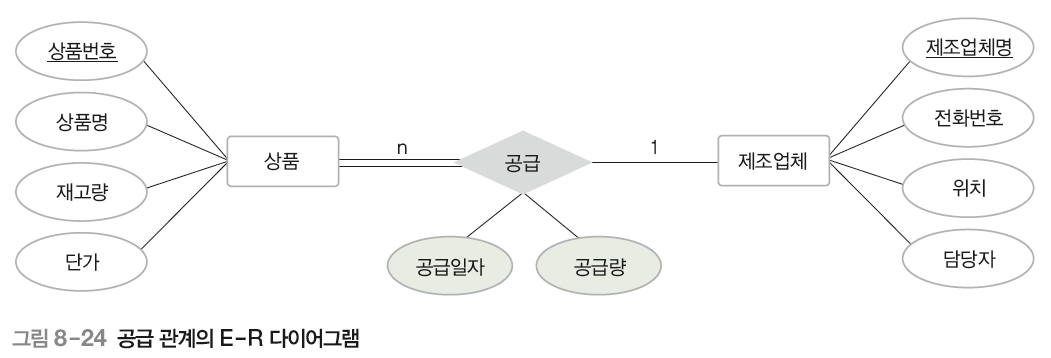 상품번호
상품명
재고량
단가
상품
n
공급
1
제조업체
공급일자
공급량
제조업체명
전화번호
위치
담당자
그림 8-24 공급 관계의 E-R 다이어그램